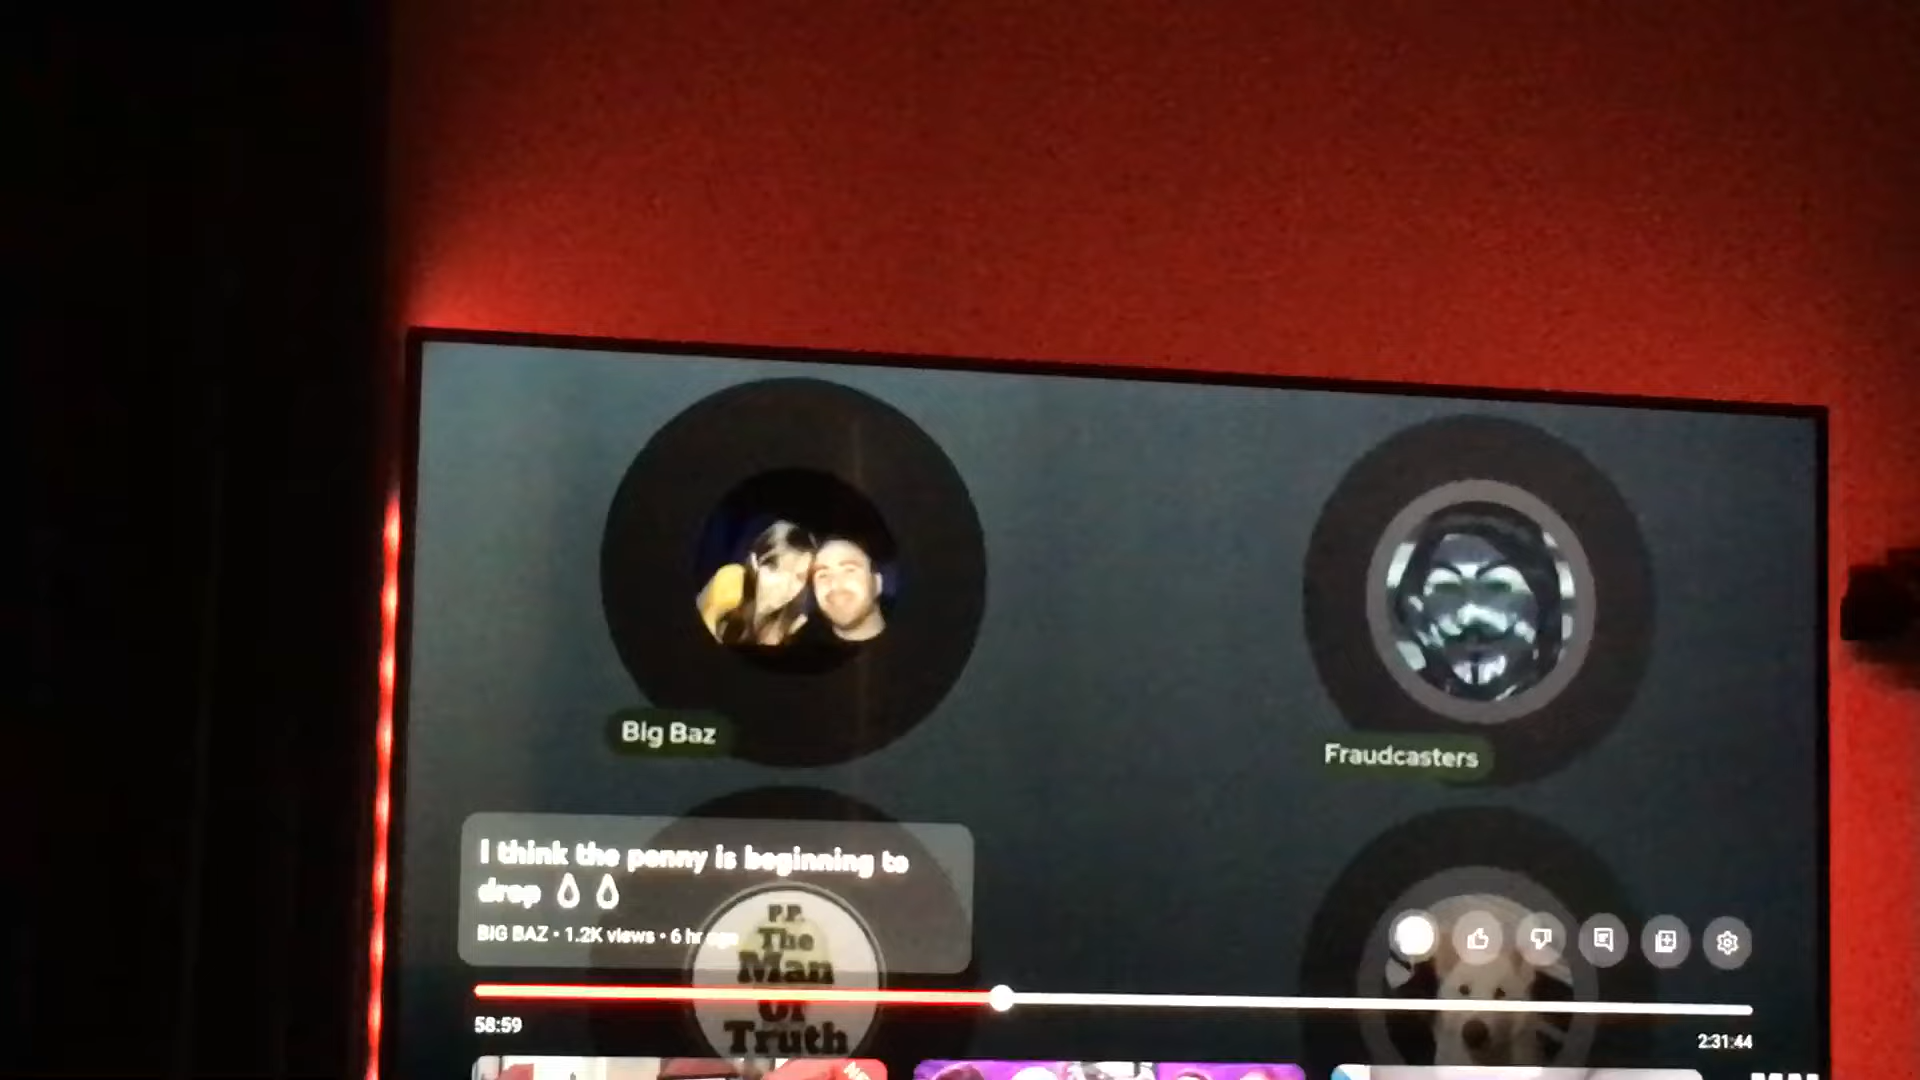 Big Baz
Fraudcasters
I think the penny is beginning to
drop
BIG BAZ • 1.2K views • 6 hr ago
P.P.
The
Man
Of
Truth
58:59
2:31:44